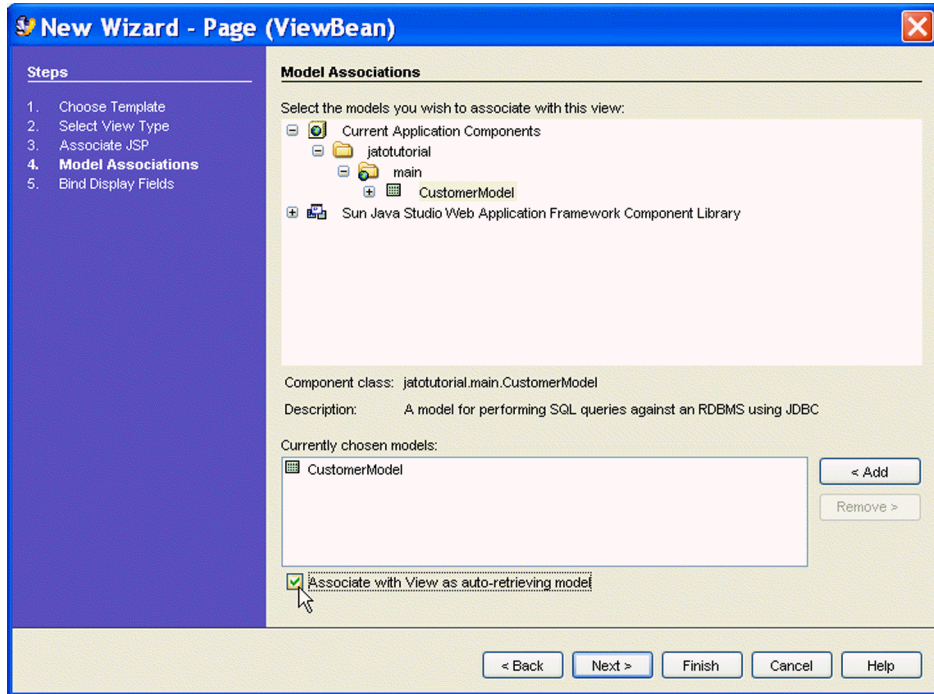 New Wizard - Page (ViewBean)
Steps
1. Choose Template
2. Select View Type
3. Associate JSP
4. Model Associations
5. Bind Display Fields
Model Associations
Select the models you wish to associate with this view:
Current Application Components
jatotutorial
main
CustomerModel
Sun Java Studio Web Application Framework Component Library
Component class: jatotutorial.main.CustomerModel
Description: A model for performing SQL queries against an RDBMS using JDBC
Currently chosen models:
CustomerModel
< Add
Remove >
Associate with View as auto-retrieving model
< Back Next > Finish Cancel Help